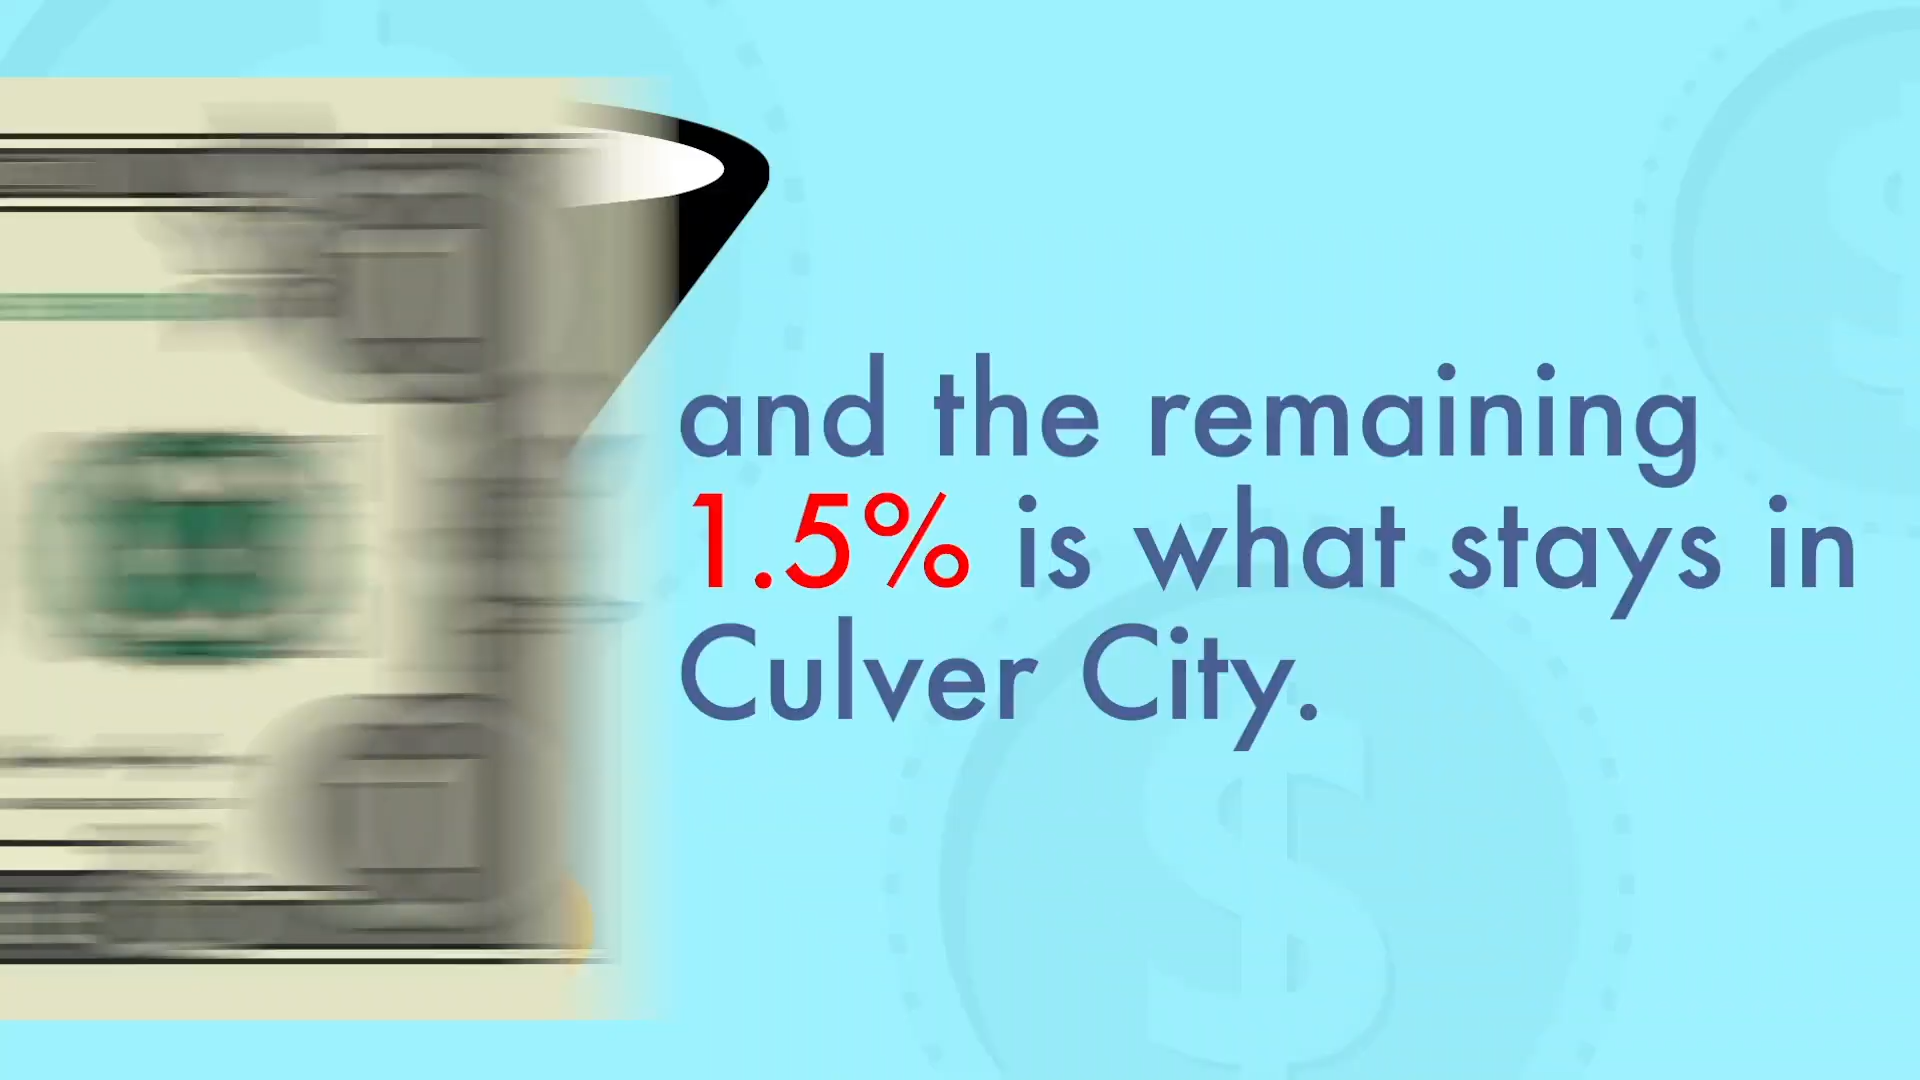 and the remaining
1.5% is what stays in
Culver City.